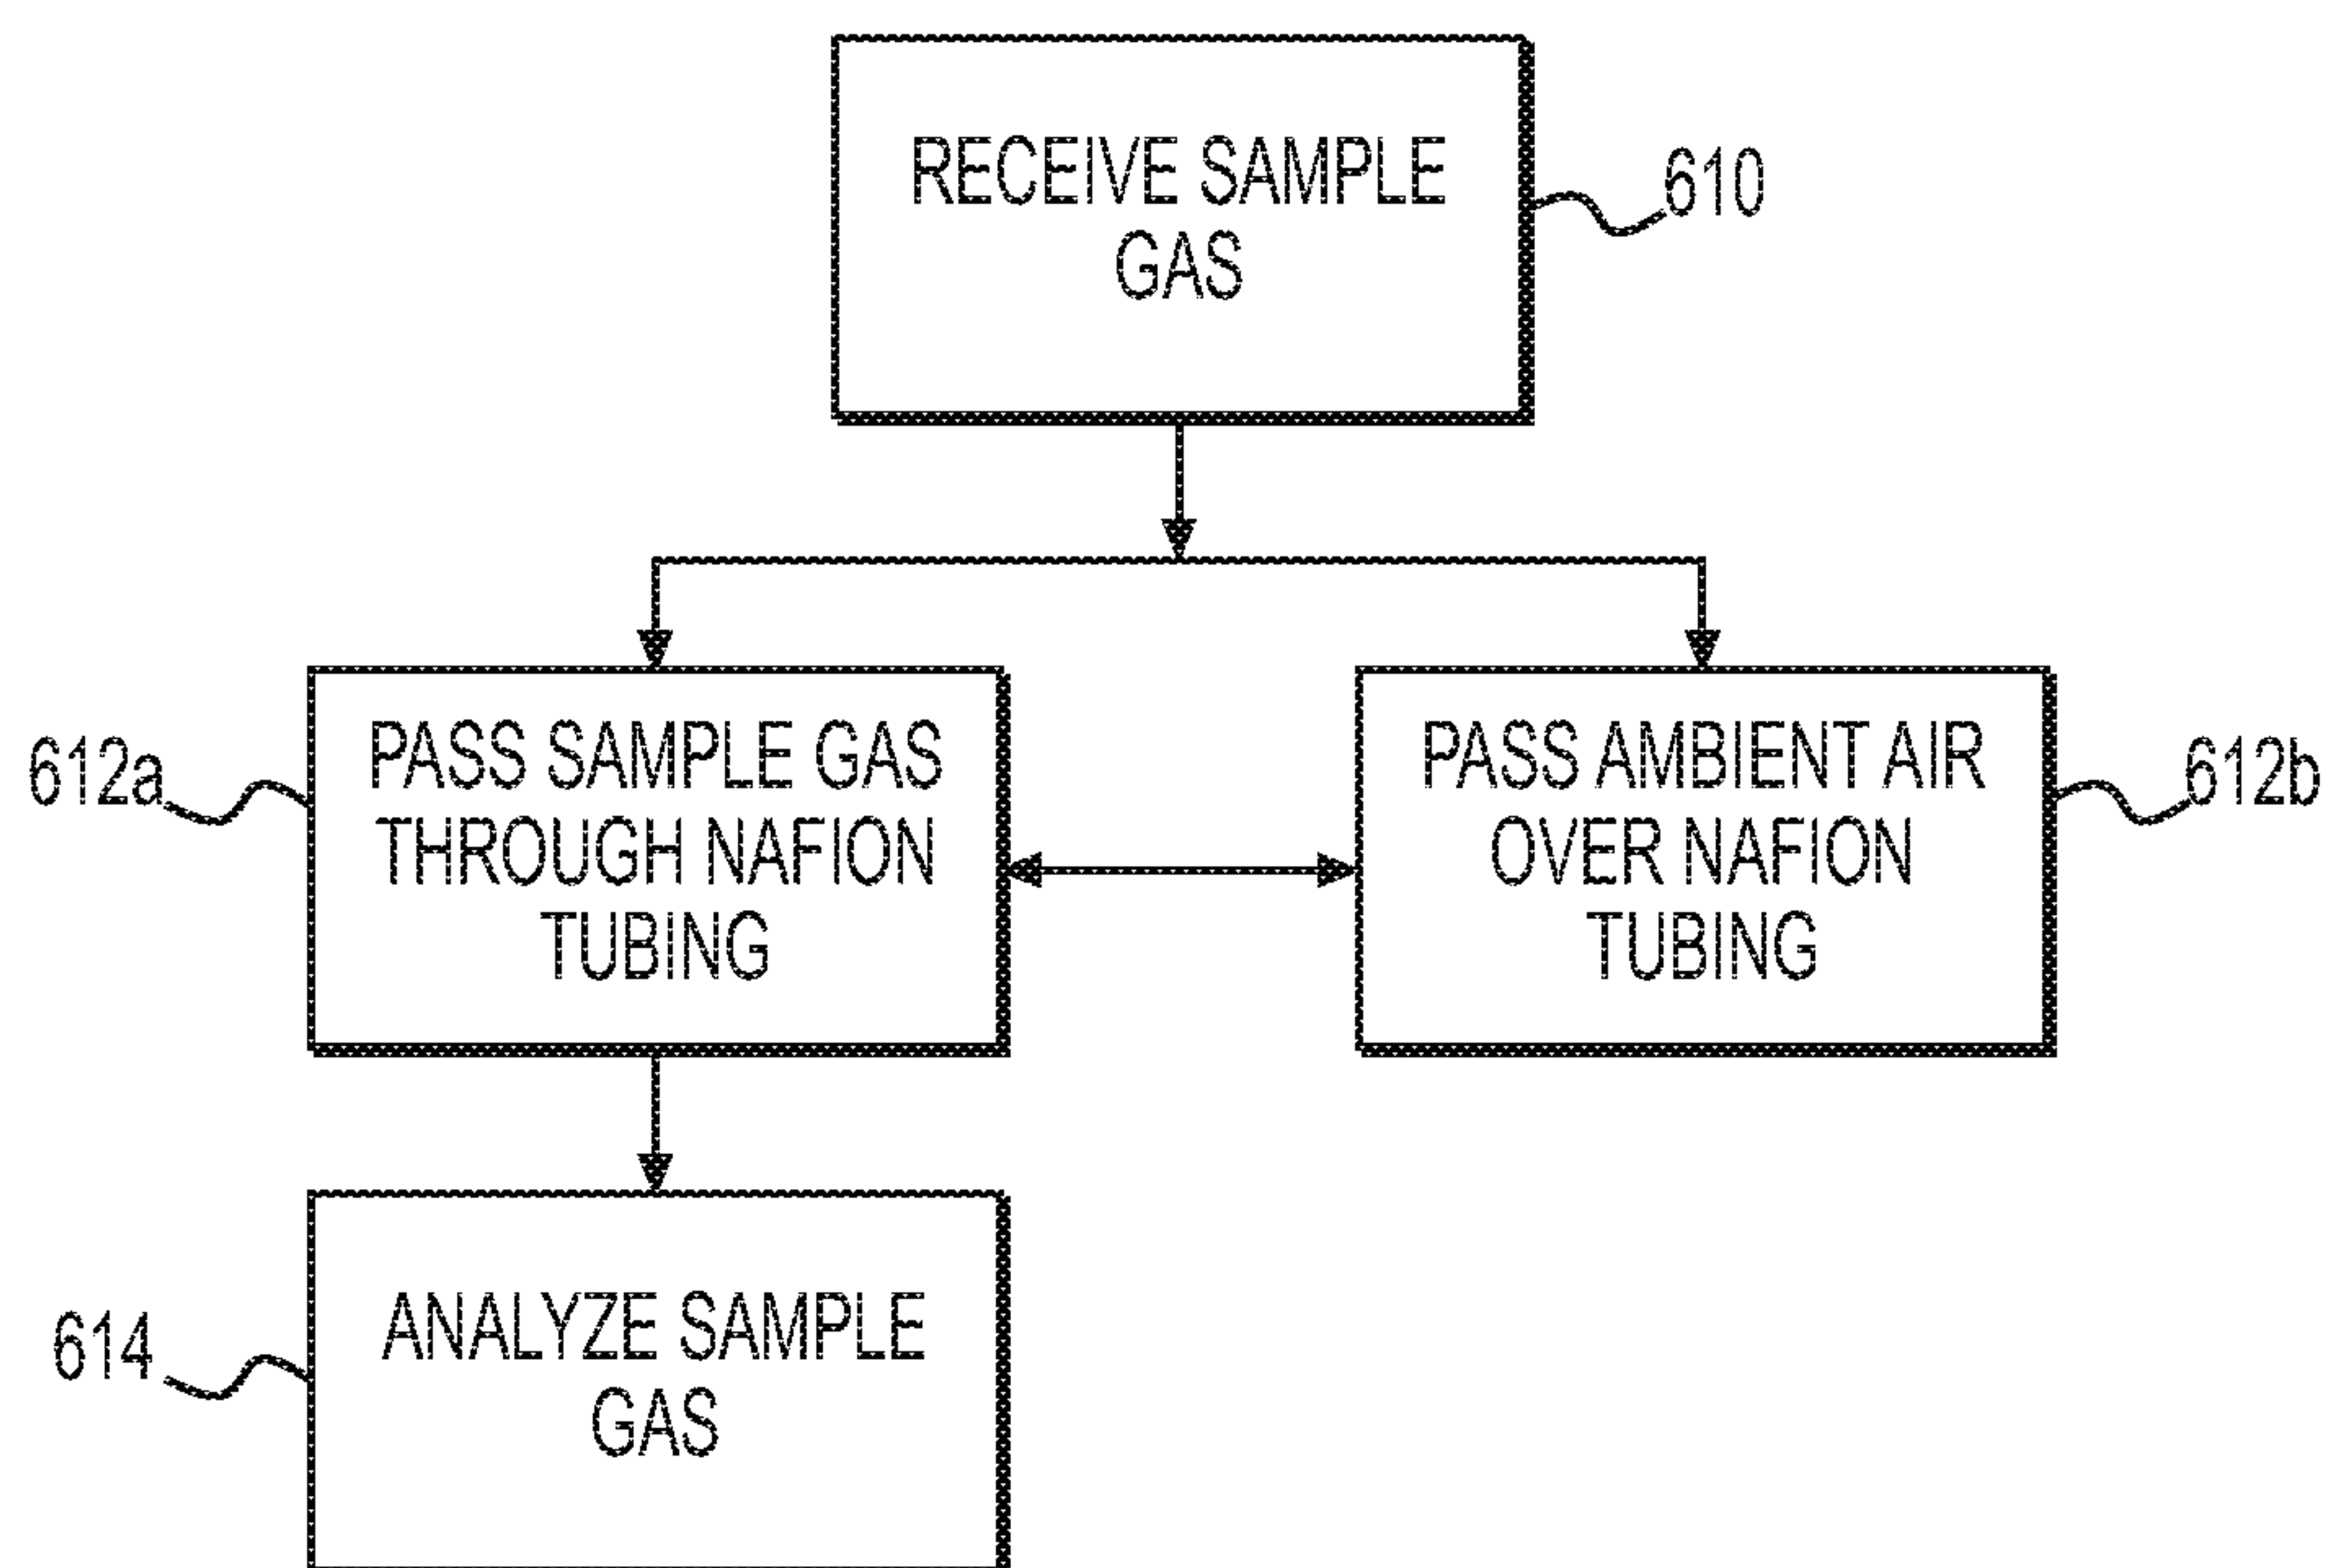 RECEIVE SAMPLE
GAS
610
612a
PASS SAMPLE GAS
THROUGH NAFION
TUBING
PASS AMBIENT AIR
OVER NAFION
TUBING
612b
614
ANALYZE SAMPLE
GAS